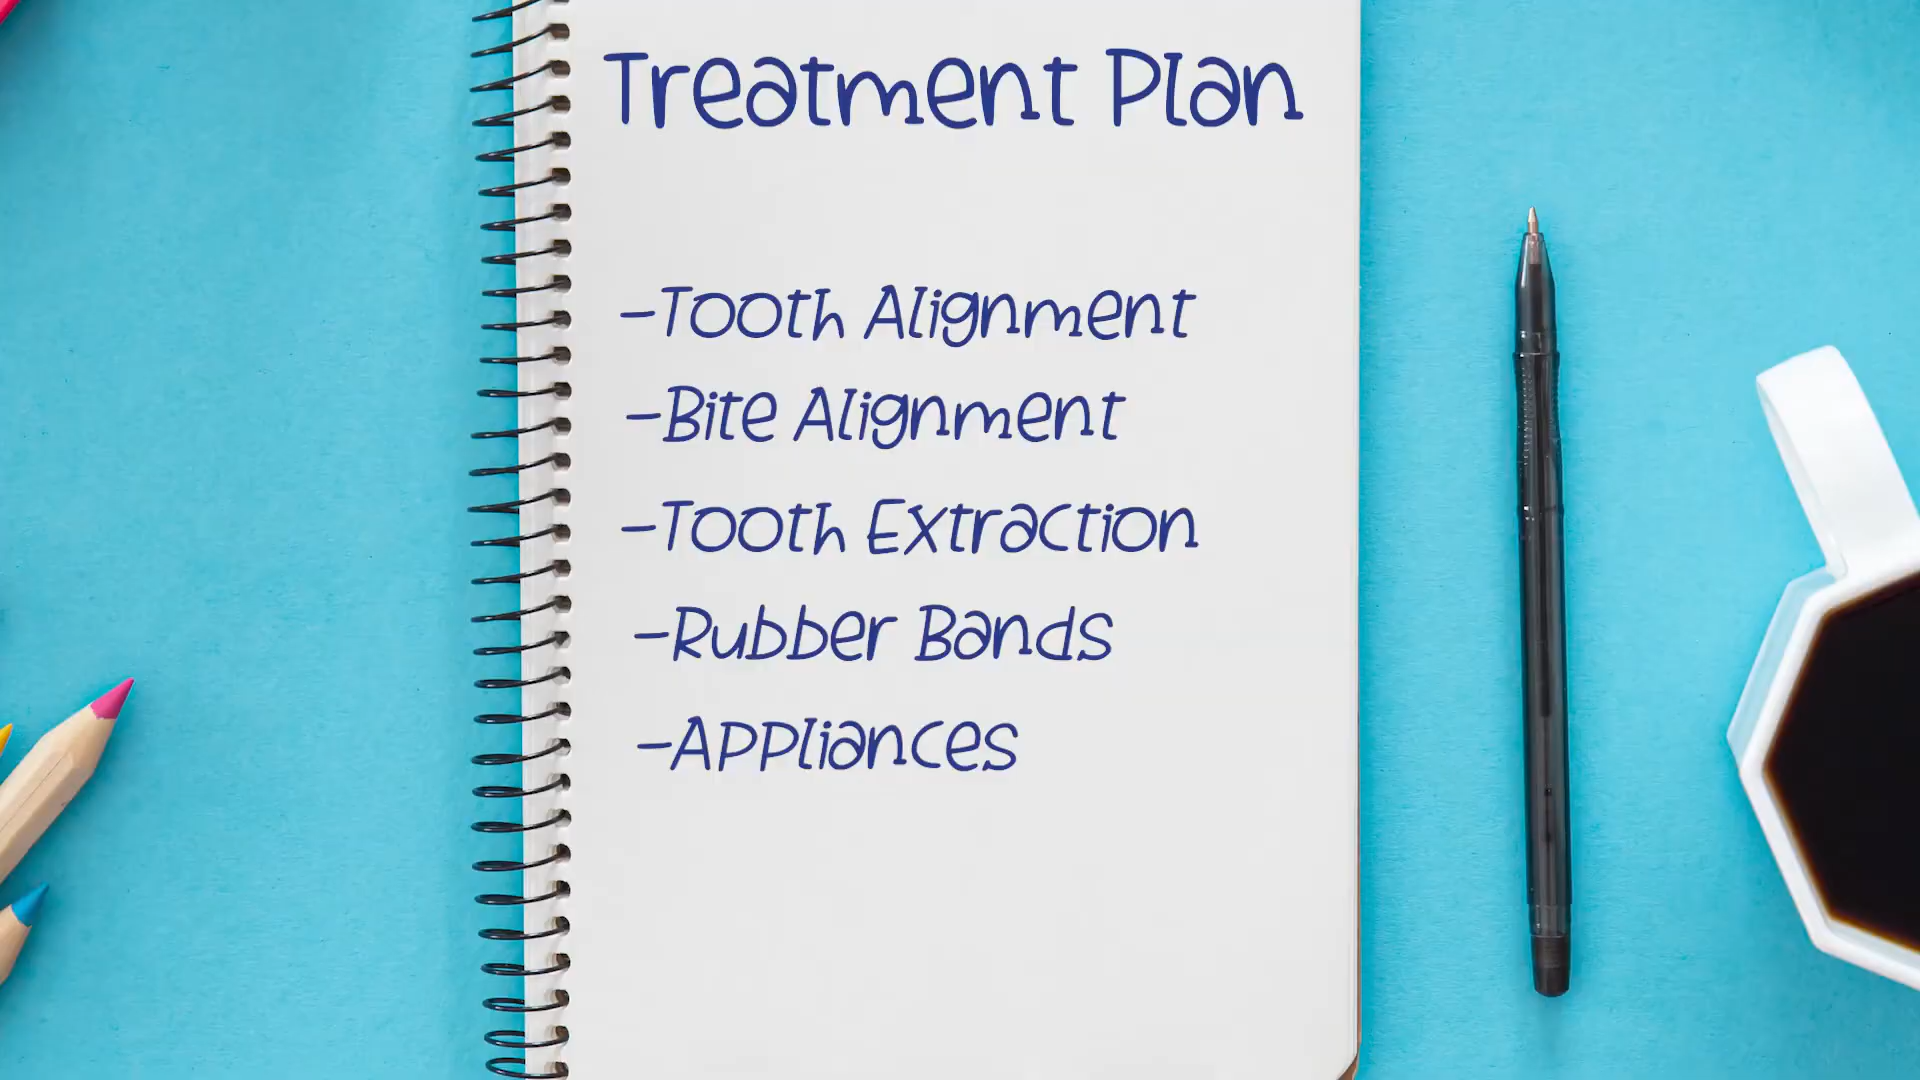 Treatment Plan
-Tooth Alignment
-Bite Alignment
-Tooth Extraction
-Rubber Bands
-Appliances